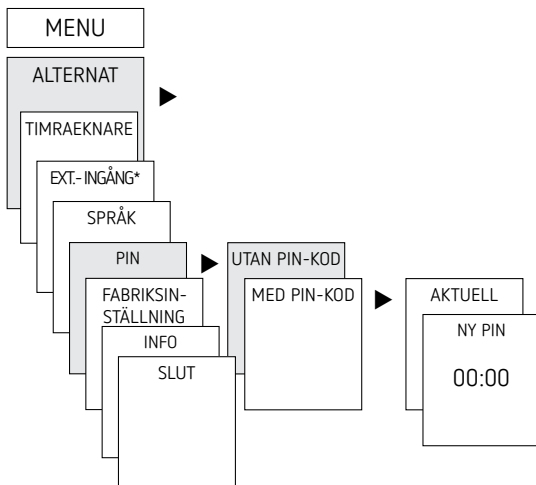 MENU
ALTERNAT
TIMRAEKNARE
EXT.- INGÅNG*
SPRÅK
PIN
FABRIKSIN-
STÄLLNING
INFO
SLUT
UTAN PIN-KOD
MED PIN-KOD
AKTUELL
NY PIN
00:00